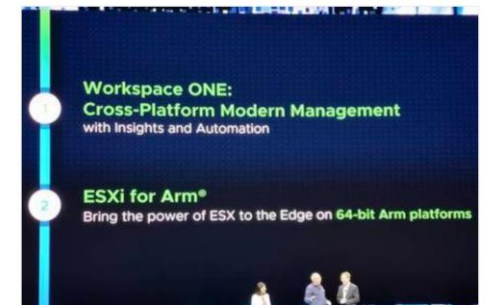 1
Workspace ONE:
Cross-Platform Modern Management
with Insights and Automation
2
ESXi for Arm®
Bring the power of ESX to the Edge on 64-bit Arm platforms